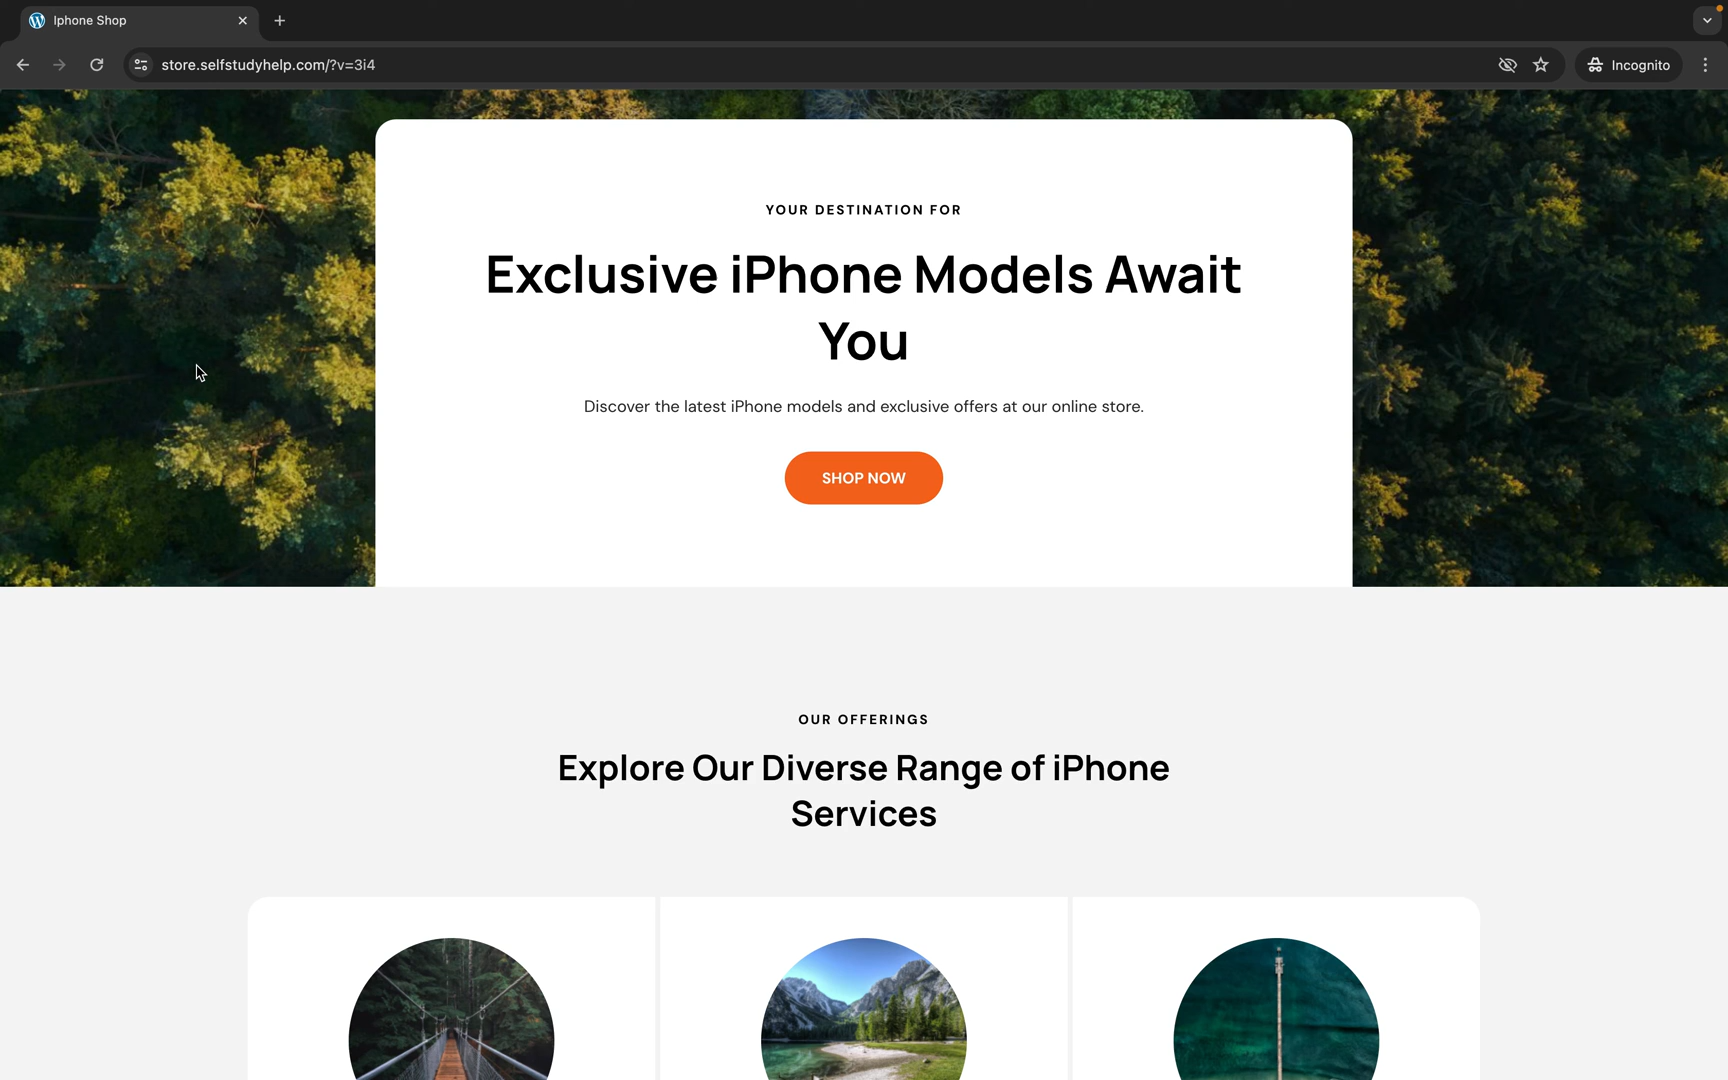 Iphone Shop
store.selfstudyhelp.com/?v=3i4
Incognito
YOUR DESTINATION FOR
Exclusive iPhone Models Await
You
Discover the latest iPhone models and exclusive offers at our online store.
SHOP NOW
OUR OFFERINGS
Explore Our Diverse Range of iPhone
Services